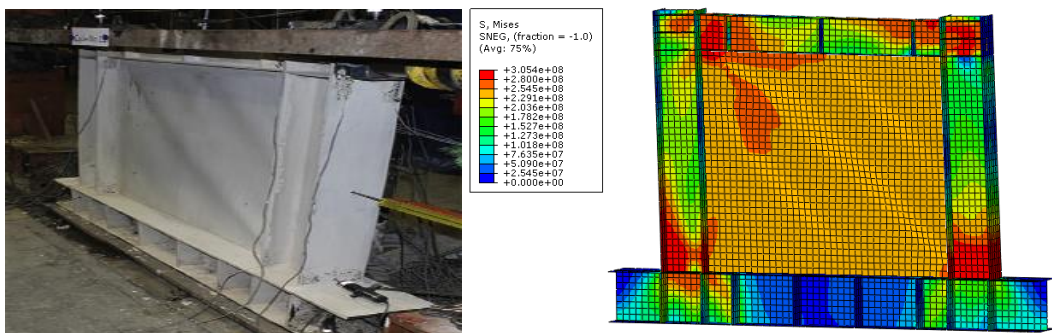 S, Mises
SNEG, (fraction = -1.0)
(Avg: 75%)
+3.054e+08
+2.800e+08
+2.545e+08
+2.291e+08
+2.036e+08
+1.782e+08
+1.527e+08
+1.273e+08
+1.018e+08
+7.635e+07
+5.090e+07
+2.545e+07
+0.000e+00